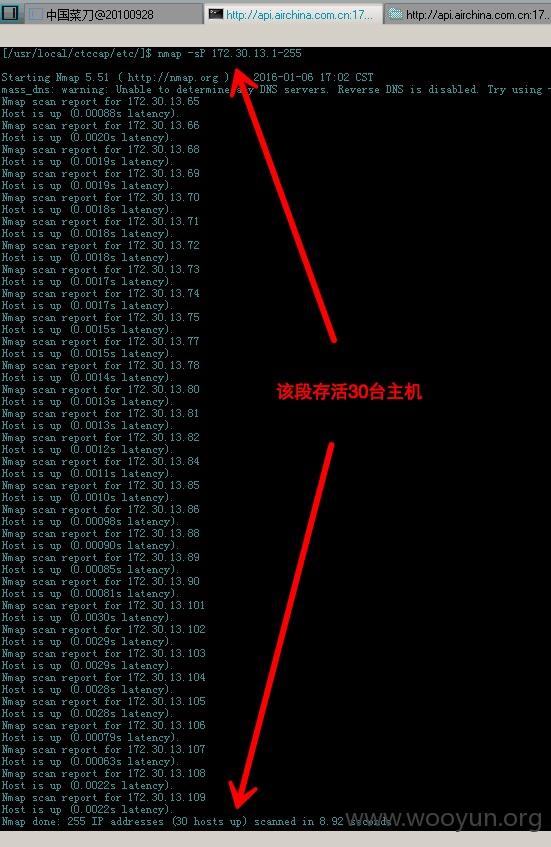 中国菜刀@20100928
http://api.airchina.com.cn:17...
http://api.airchina.com.cn:17...
[/usr/local/ctccap/etc/]$ nmap -sP 172.30.13.1-255
Starting Nmap 5.51 ( http://nmap.org ) 2016-01-06 17:02 CST
mass_dns: warning: Unable to determine any DNS servers. Reverse DNS is disabled. Try using
Nmap scan report for 172.30.13.65
Host is up (0.00088s latency).
Nmap scan report for 172.30.13.66
Host is up (0.0020s latency).
Nmap scan report for 172.30.13.68
Host is up (0.0019s latency).
Nmap scan report for 172.30.13.69
Host is up (0.0019s latency).
Nmap scan report for 172.30.13.70
Host is up (0.0018s latency).
Nmap scan report for 172.30.13.71
Host is up (0.0018s latency).
Nmap scan report for 172.30.13.72
Host is up (0.0018s latency).
Nmap scan report for 172.30.13.73
Host is up (0.0017s latency).
Nmap scan report for 172.30.13.74
Host is up (0.0017s latency).
Nmap scan report for 172.30.13.75
Host is up (0.0015s latency).
Nmap scan report for 172.30.13.77
Host is up (0.0015s latency).
Nmap scan report for 172.30.13.78
Host is up (0.0014s latency).
Nmap scan report for 172.30.13.80
Host is up (0.0013s latency).
该段存活30台主机
Nmap scan report for 172.30.13.81
Host is up (0.0013s latency).
Nmap scan report for 172.30.13.82
Host is up (0.0012s latency).
Nmap scan report for 172.30.13.84
Host is up (0.0011s latency).
Nmap scan report for 172.30.13.85
Host is up (0.0010s latency).
Nmap scan report for 172.30.13.86
Host is up (0.00098s latency).
Nmap scan report for 172.30.13.88
Host is up (0.00090s latency).
Nmap scan report for 172.30.13.89
Host is up (0.00085s latency).
Nmap scan report for 172.30.13.90
Host is up (0.00081s latency).
Nmap scan report for 172.30.13.101
Host is up (0.0030s latency).
Nmap scan report for 172.30.13.102
Host is up (0.0029s latency).
Nmap scan report for 172.30.13.103
Host is up (0.0029s latency).
Nmap scan report for 172.30.13.104
Host is up (0.0028s latency).
Nmap scan report for 172.30.13.105
Host is up (0.0028s latency).
Nmap scan report for 172.30.13.106
Host is up (0.00079s latency).
Nmap scan report for 172.30.13.107
Host is up (0.00063s latency).
Nmap scan report for 172.30.13.108
Host is up (0.0022s latency).
Nmap scan report for 172.30.13.109
Host is up (0.0022s latency).
Nmap done: 255 IP addresses (30 hosts up) scanned in 8.92 seconds
www.wooyun.org